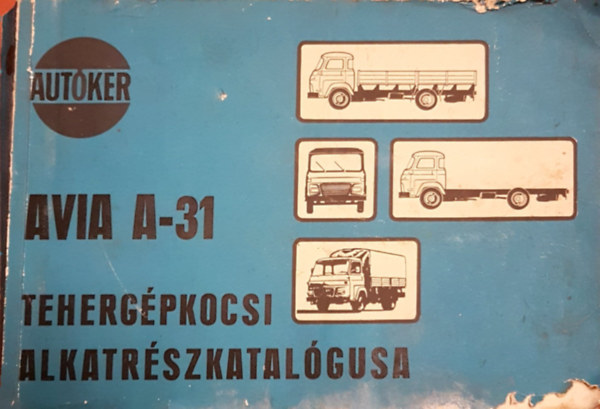 AUTÓKER
AVIA A-31
TEHERGÉPKOCSI
ALKATRÉSZKATALÓGUSA